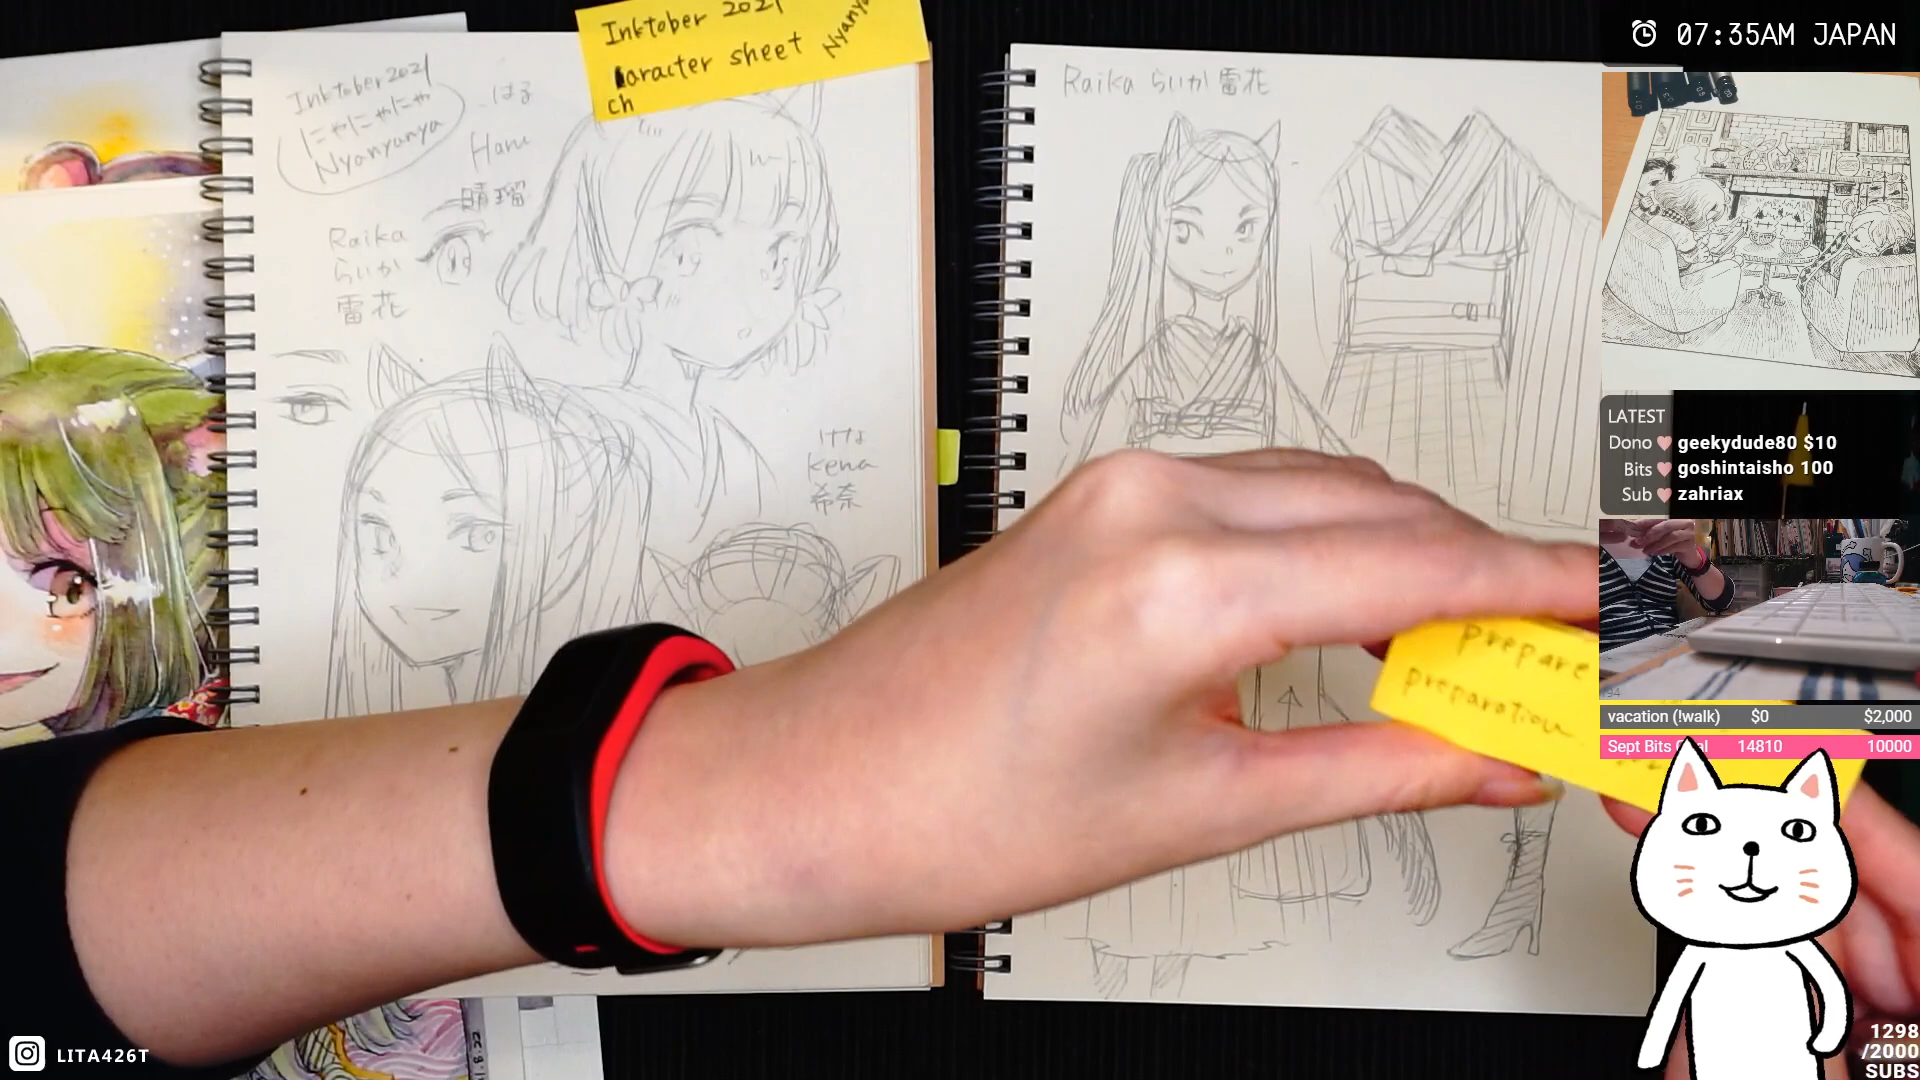 Inktober 2021
character sheet
ch
Inktober 2021
にゃにゃにゃ
Nyanyanya
はる
Haru
晴瑠
Raika
らいか
雷花
けな
Kena
希奈
Raika らいか 雷花
prepare
preparation
07:35AM JAPAN
LATEST
Dono geekydude80 $10
Bits goshintaisho 100
Sub zahriax
vacation (!walk) $0 $2,000
Sept Bits 14810 10000
LITA426T
1298
/2000
SUBS